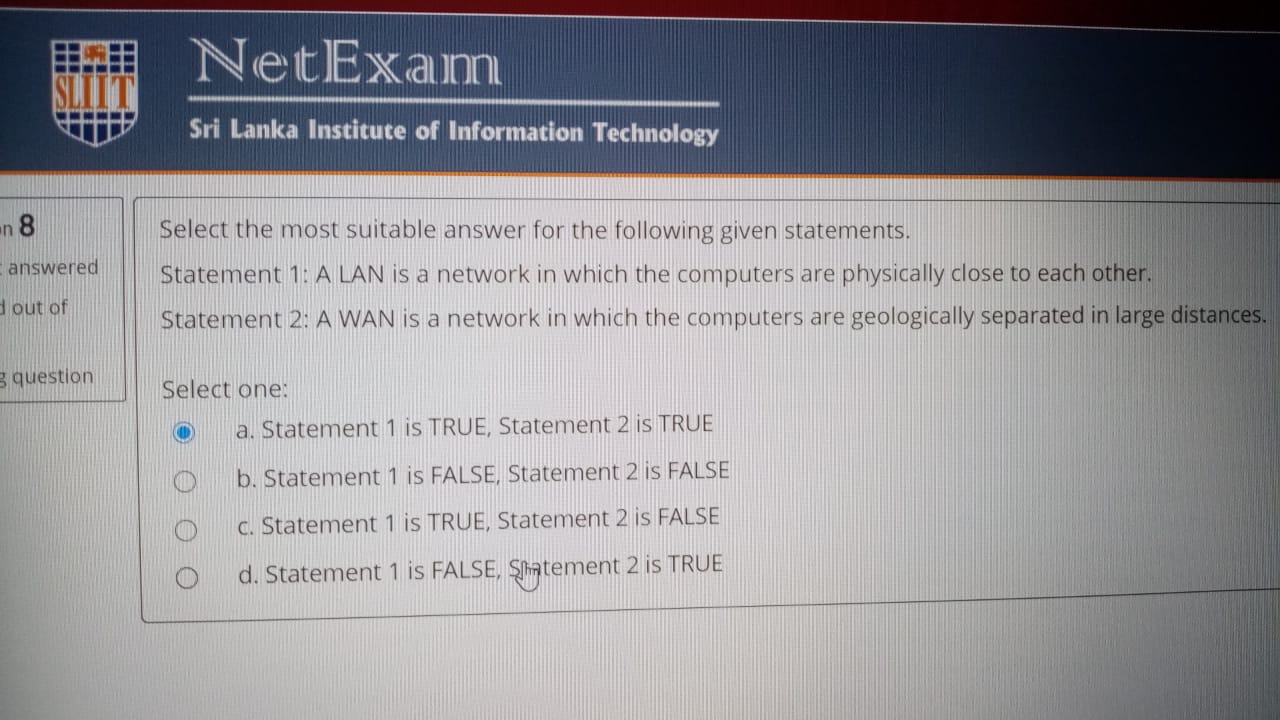 SLIIT
NetExam
Sri Lanka Institute of Information Technology
8
answered
out of
question
Select the most suitable answer for the following given statements.
Statement 1: A LAN is a network in which the computers are physically close to each other.
Statement 2: A WAN is a network in which the computers are geologically separated in large distances.
Select one:
a. Statement 1 is TRUE, Statement 2 is TRUE
b. Statement 1 is FALSE, Statement 2 is FALSE
c. Statement 1 is TRUE, Statement 2 is FALSE
d. Statement 1 is FALSE, Statement 2 is TRUE